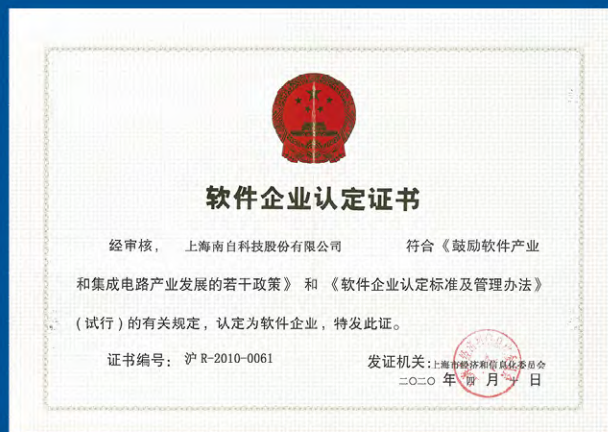 软件企业认定证书
经审核， 上海南自科技股份有限公司 符合《鼓励软件产业
和集成电路产业发展的若干政策》和《软件企业认定标准及管理办法》
(试行)的有关规定，认定为软件企业，特发此证。
证书编号： 沪 R-2010-0061 发证机关：上海市经济和信息化委员会
二〇二〇 年 四 月 十 日